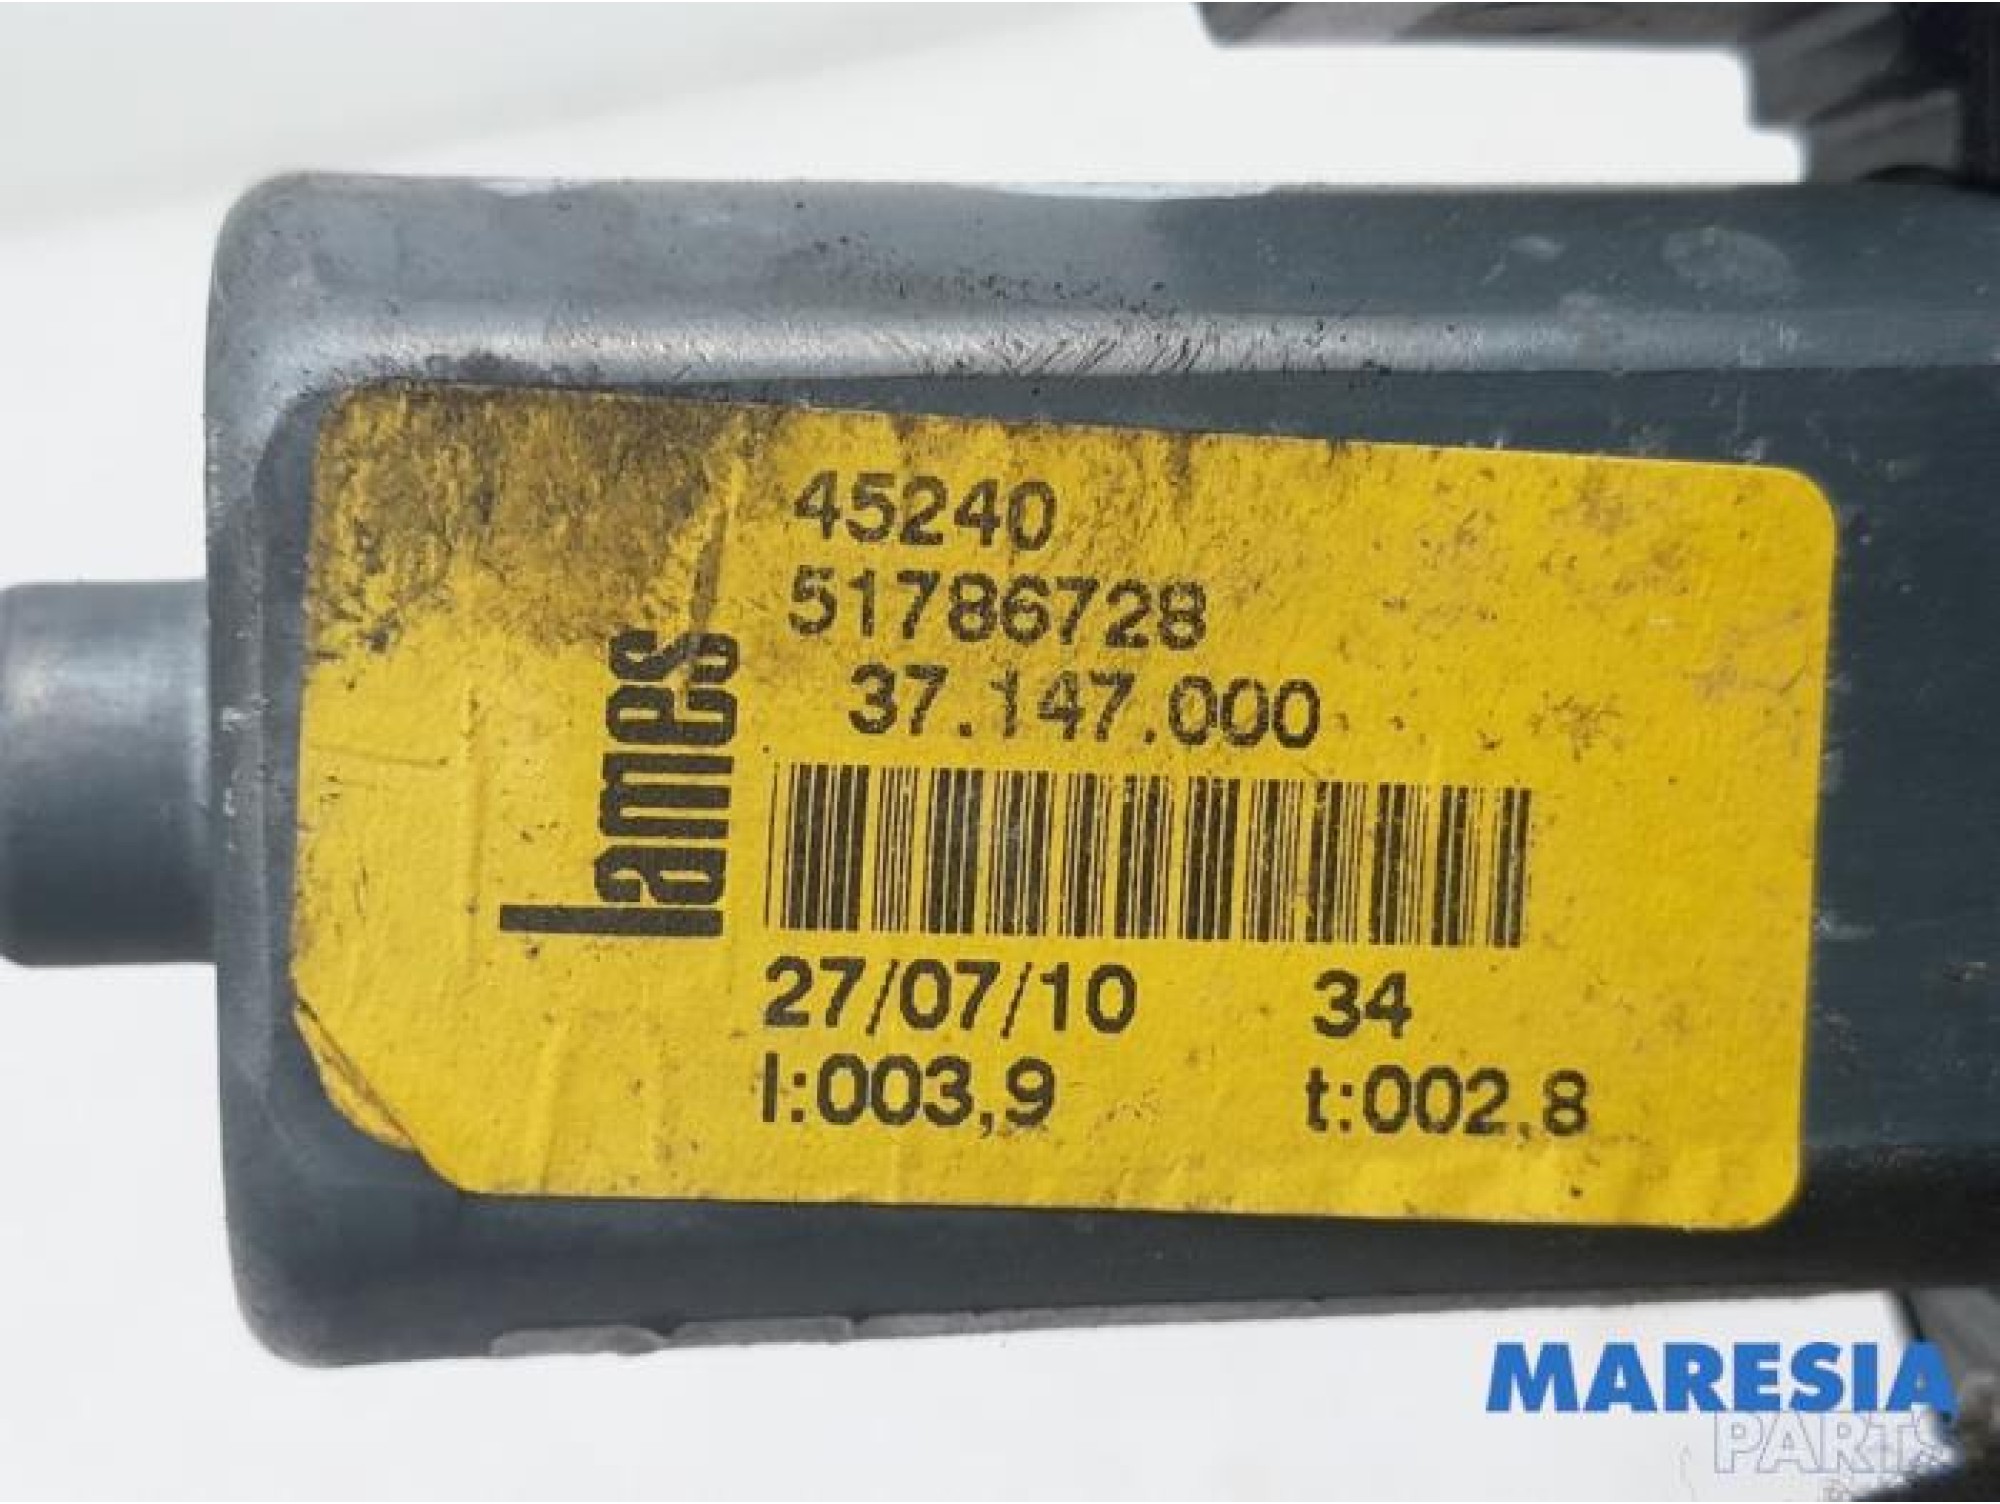 45240
51786728
37.147.000
lames
27/07/10 34
I:003,9 t:002,8
MARESIA
PARTS